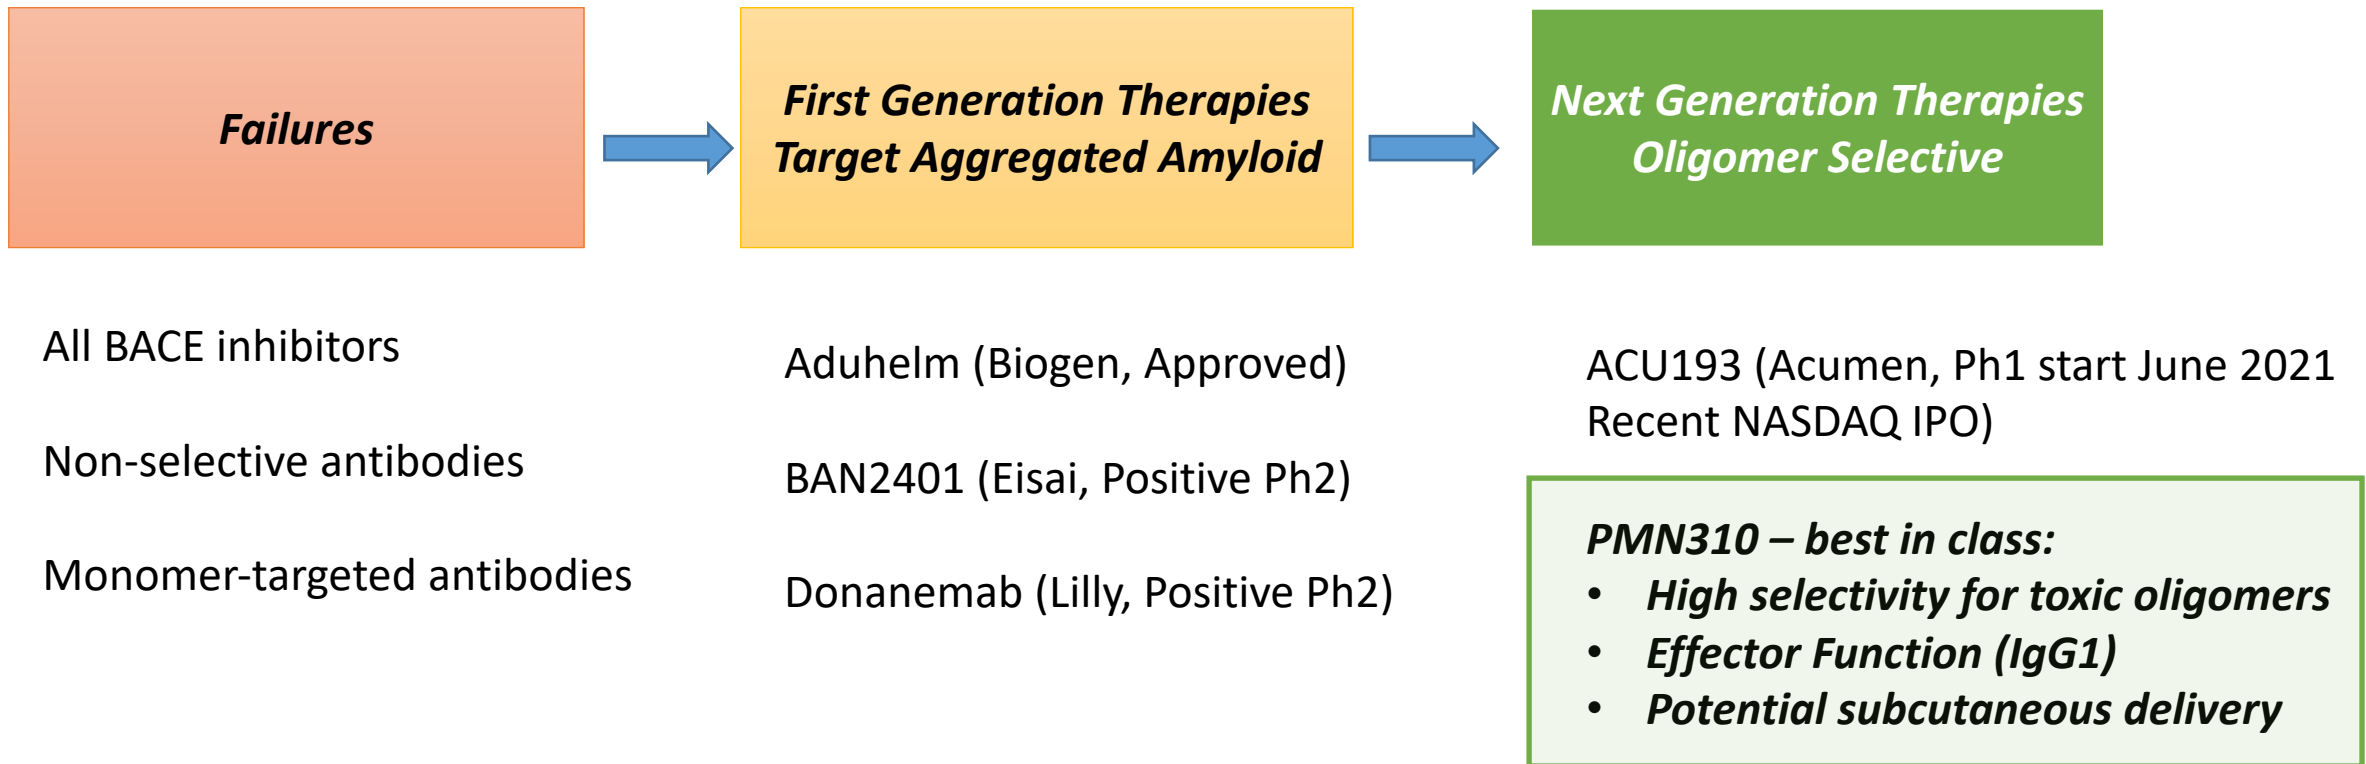 Failures
First Generation Therapies
Target Aggregated Amyloid
Next Generation Therapies
Oligomer Selective
All BACE inhibitors
Non-selective antibodies
Monomer-targeted antibodies
Aduhelm (Biogen, Approved)
BAN2401 (Eisai, Positive Ph2)
Donanemab (Lilly, Positive Ph2)
ACU193 (Acumen, Ph1 start June 2021
Recent NASDAQ IPO)
PMN310 – best in class:
• High selectivity for toxic oligomers
• Effector Function (IgG1)
• Potential subcutaneous delivery